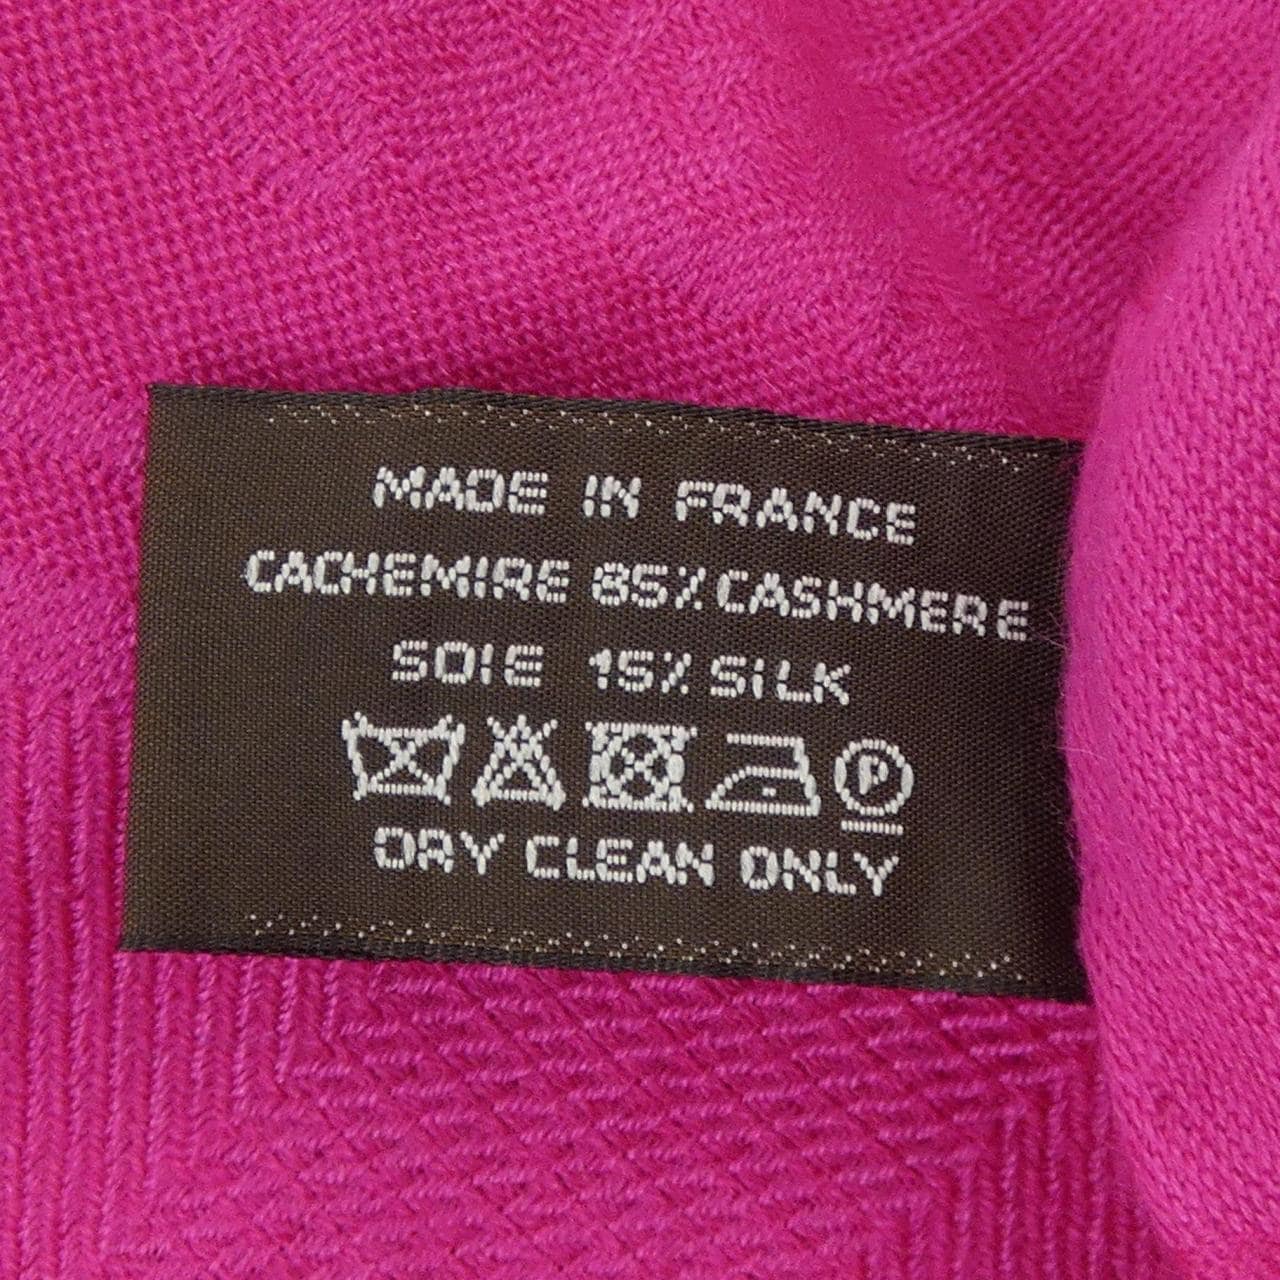 MADE IN FRANCE
CACHEMIRE 85% CASHMERE
SOIE 15% SILK
P
DRY CLEAN ONLY